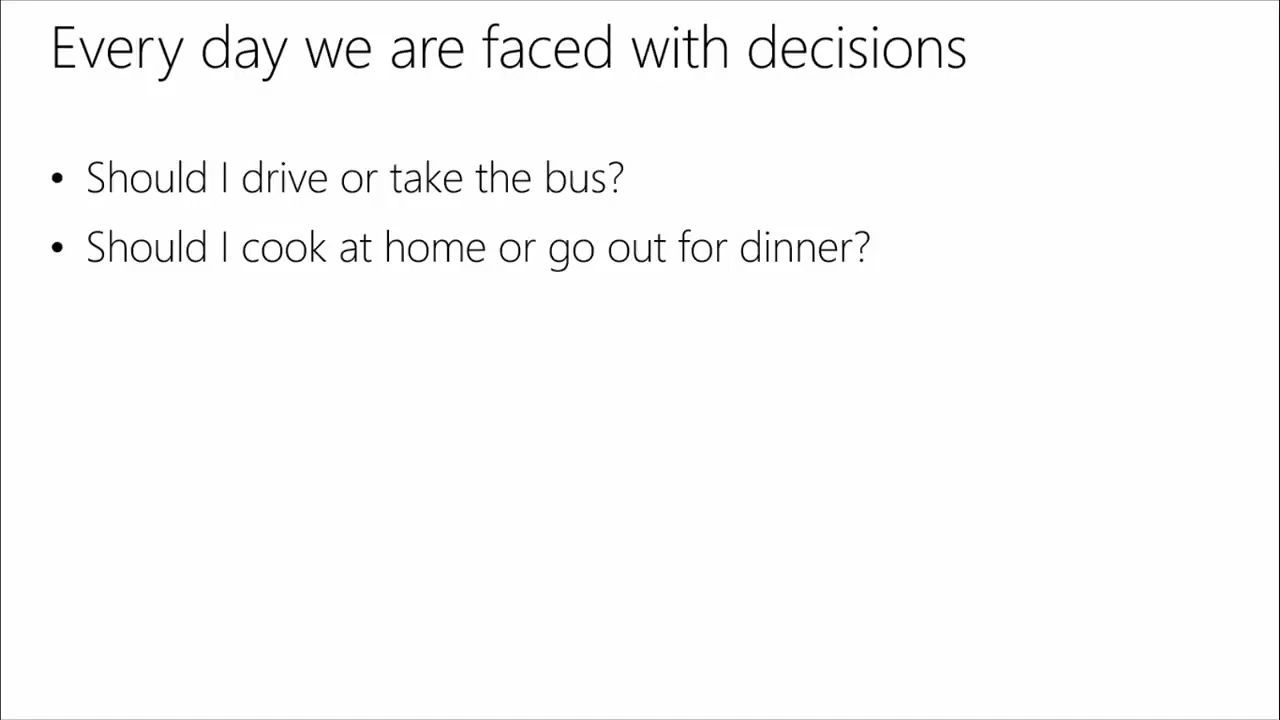 Every day we are faced with decisions
• Should I drive or take the bus?
• Should I cook at home or go out for dinner?